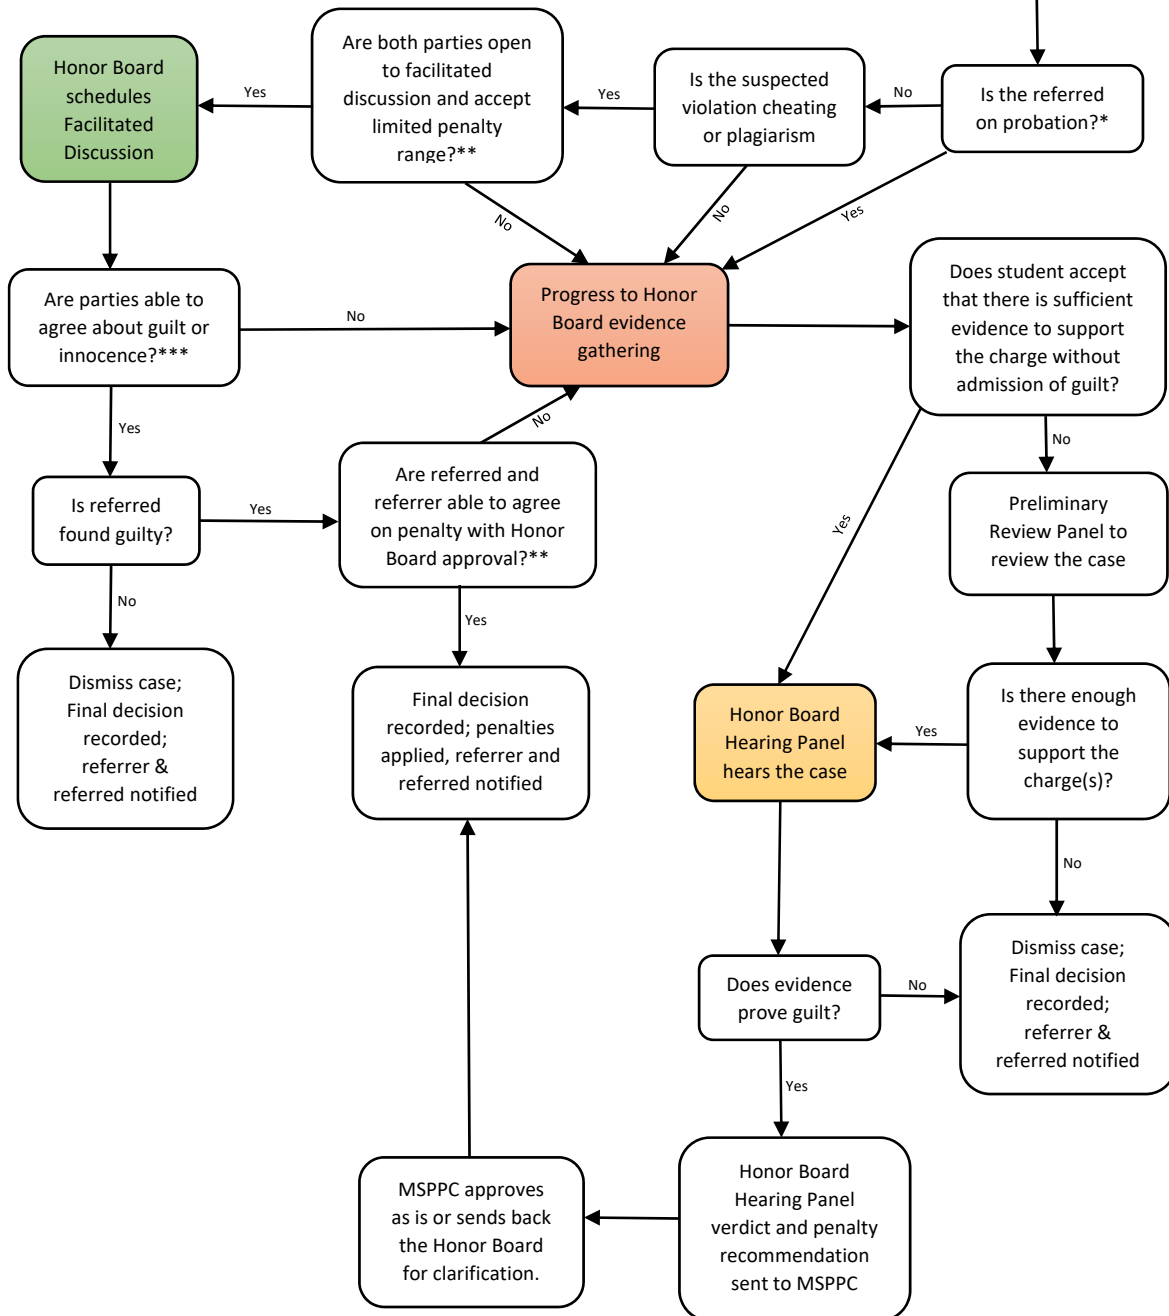 Honor Board
schedules
Facilitated
Discussion
Yes
Are both parties open
to facilitated
discussion and accept
limited penalty
range?**
Yes
Is the suspected
violation cheating
or plagiarism
No
Is the referred
on probation?*
No
No
Yes
Are parties able to
agree about guilt or
innocence?***
No
Progress to Honor
Board evidence
gathering
Does student accept
that there is sufficient
evidence to support
the charge without
admission of guilt?
Yes
No
No
Yes
Is referred
found guilty?
Yes
Are referred and
referrer able to agree
on penalty with Honor
Board approval?**
Preliminary
Review Panel to
review the case
No
Yes
Dismiss case;
Final decision
recorded;
referrer &
referred notified
Final decision
recorded; penalties
applied, referrer and
referred notified
Honor Board
Hearing Panel
hears the case
Yes
Is there enough
evidence to
support the
charge(s)?
No
Does evidence
prove guilt?
No
Dismiss case;
Final decision
recorded;
referrer &
referred notified
Yes
MSPPC approves
as is or sends back
the Honor Board
for clarification.
Honor Board
Hearing Panel
verdict and penalty
recommendation
sent to MSPPC